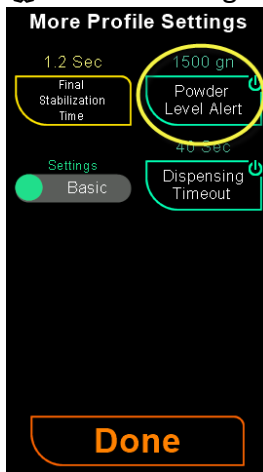 More Profile Settings
1.2 Sec
Final
Stabilization
Time
1500 gn
Powder
Level Alert
Settings
Basic
40 Sec
Dispensing
Timeout
Done